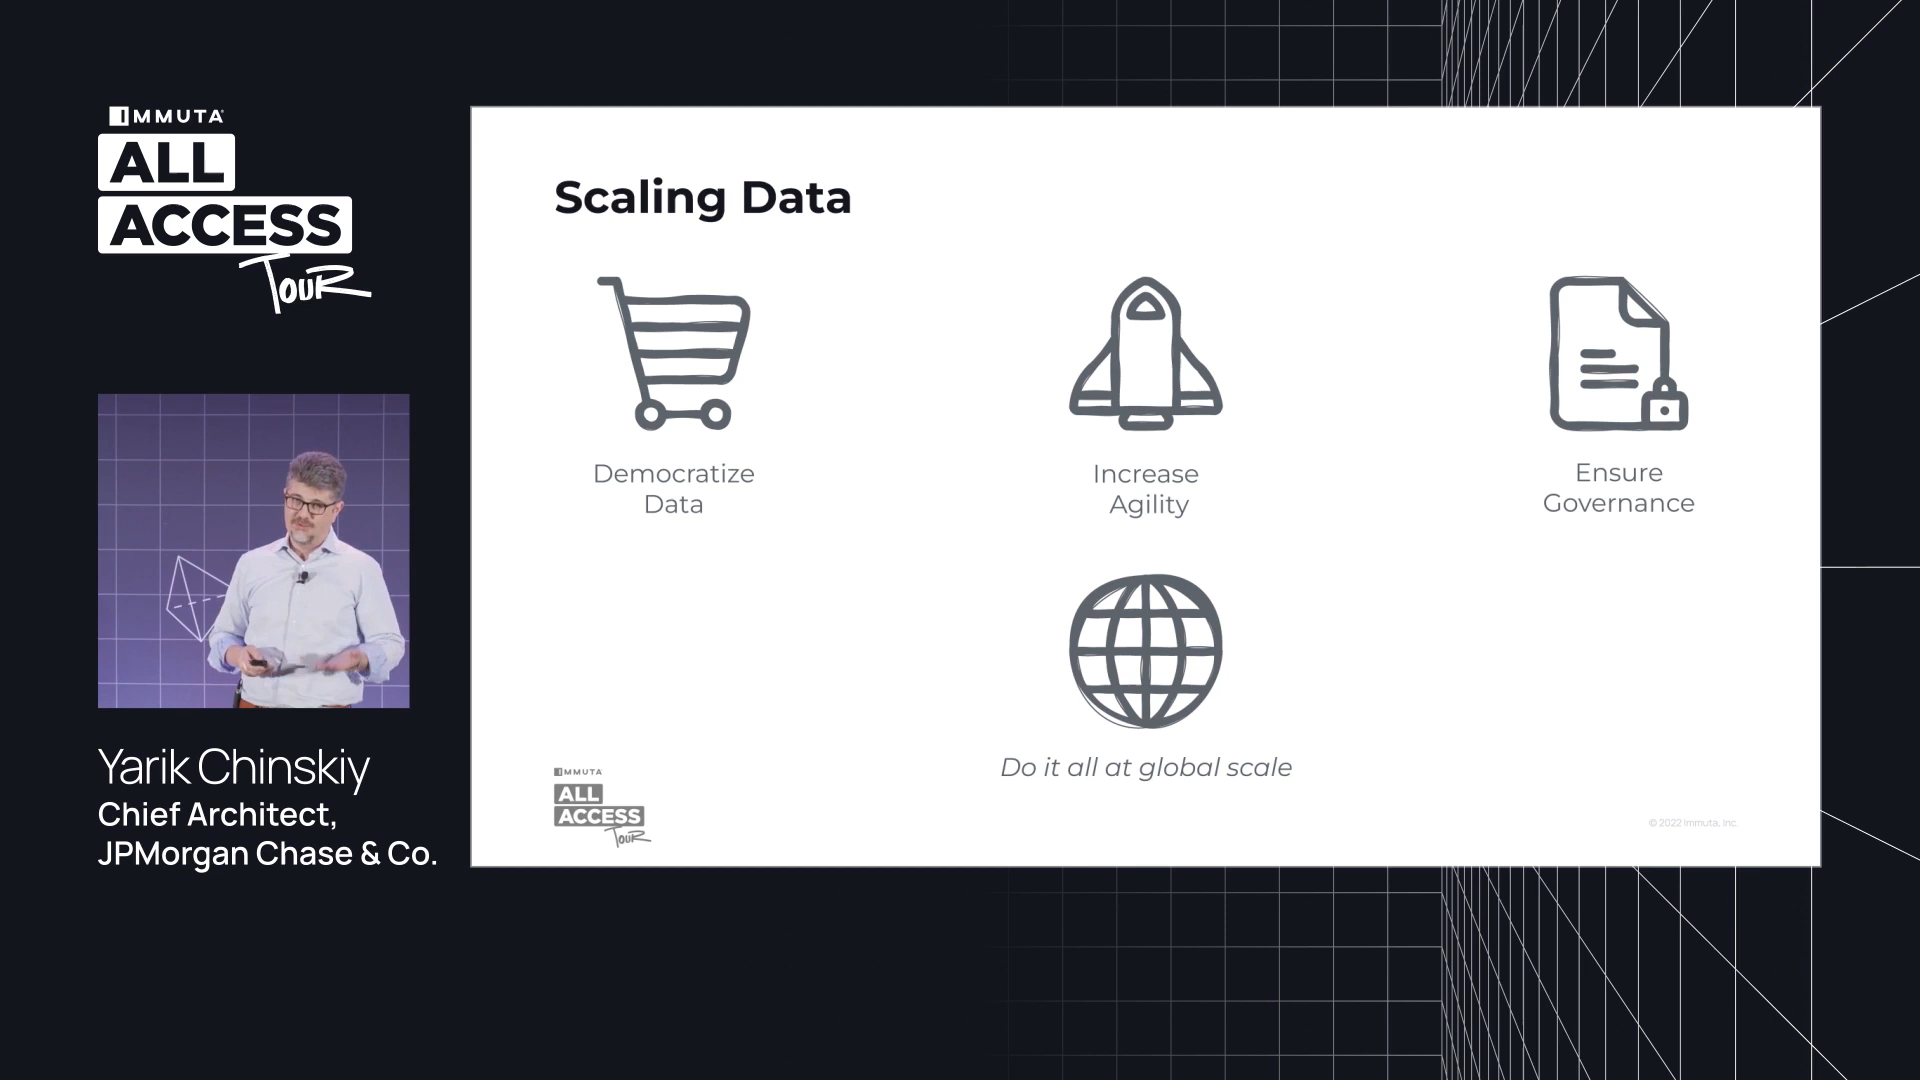 IMMUTA
ALL
ACCESS
TOUR
Yarik Chinskiy
Chief Architect,
JPMorgan Chase & Co.
Scaling Data
Democratize
Data
Increase
Agility
Ensure
Governance
Do it all at global scale
IMMUTA
ALL
ACCESS
TOUR
© 2022 Immuta, Inc.